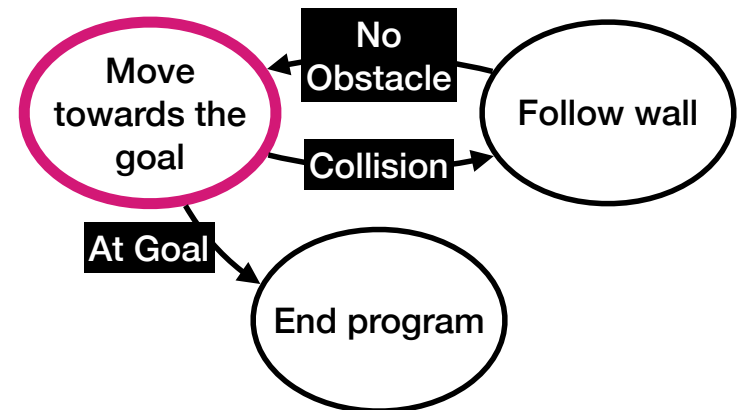 Move
towards the
goal
No
Obstacle
Follow wall
Collision
At Goal
End program